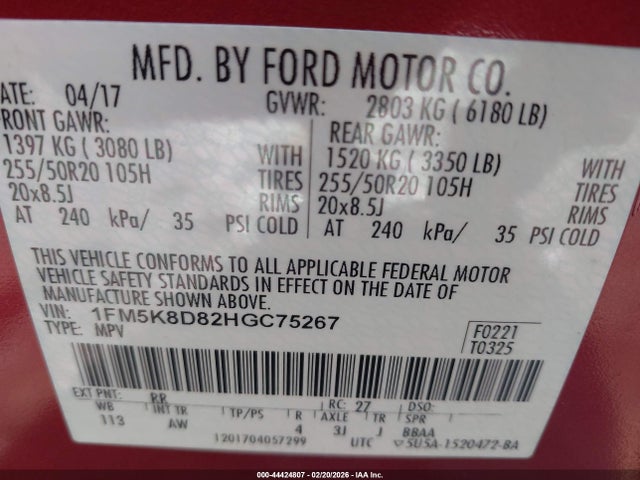 MFD. BY FORD MOTOR CO.
ATE: 04/17
GVWR: 2803 KG ( 6180 LB)
RONT GAWR:
1397 KG ( 3080 LB) WITH
255/50R20 105H TIRES
20x8.5J RIMS
AT 240 kPa/ 35 PSI COLD
REAR GAWR:
1520 KG ( 3350 LB) WITH
255/50R20 105H TIRES
20x8.5J RIMS
AT 240 kPa/ 35 PSI COLD
THIS VEHICLE CONFORMS TO ALL APPLICABLE FEDERAL MOTOR
VEHICLE SAFETY STANDARDS IN EFFECT ON THE DATE OF
MANUFACTURE SHOWN ABOVE.
VIN: 1FM5K8D82HGC75267
TYPE: MPV
F0221
T0325
EXT PNT: RR RC: 27 DSO:
WB INT TR TP/PS R AXLE TR SPR
113 AW 4 3J J BBAA
1201704057299 UTC 5U5A-1520472-BA
000-44424807 - 02/20/2026 - IAA, Inc.